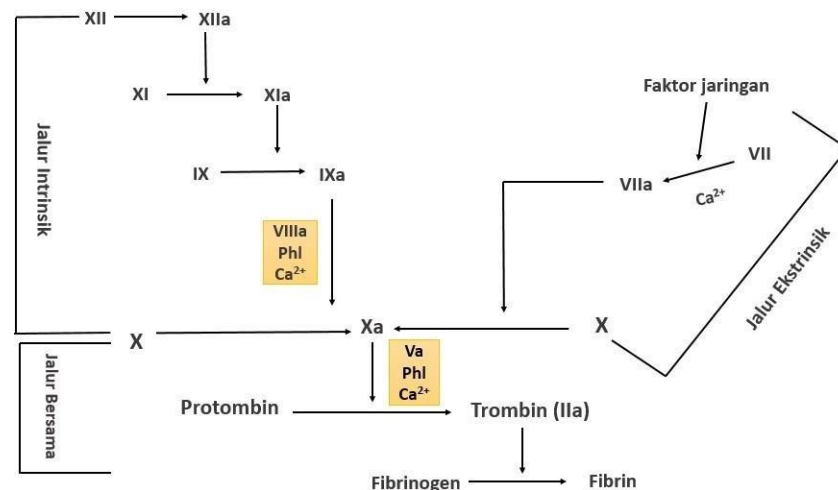 XII XIIa
XI XIa
Faktor jaringan
IX IXa
VIIa VII
Ca²⁺
Jalur Intrinsik
VIIIa
Phl
Ca²⁺
Jalur Ekstrinsik
X Xa X
Jalur Bersama
Va
Phl
Ca²⁺
Protombin Trombin (IIa)
Fibrinogen Fibrin